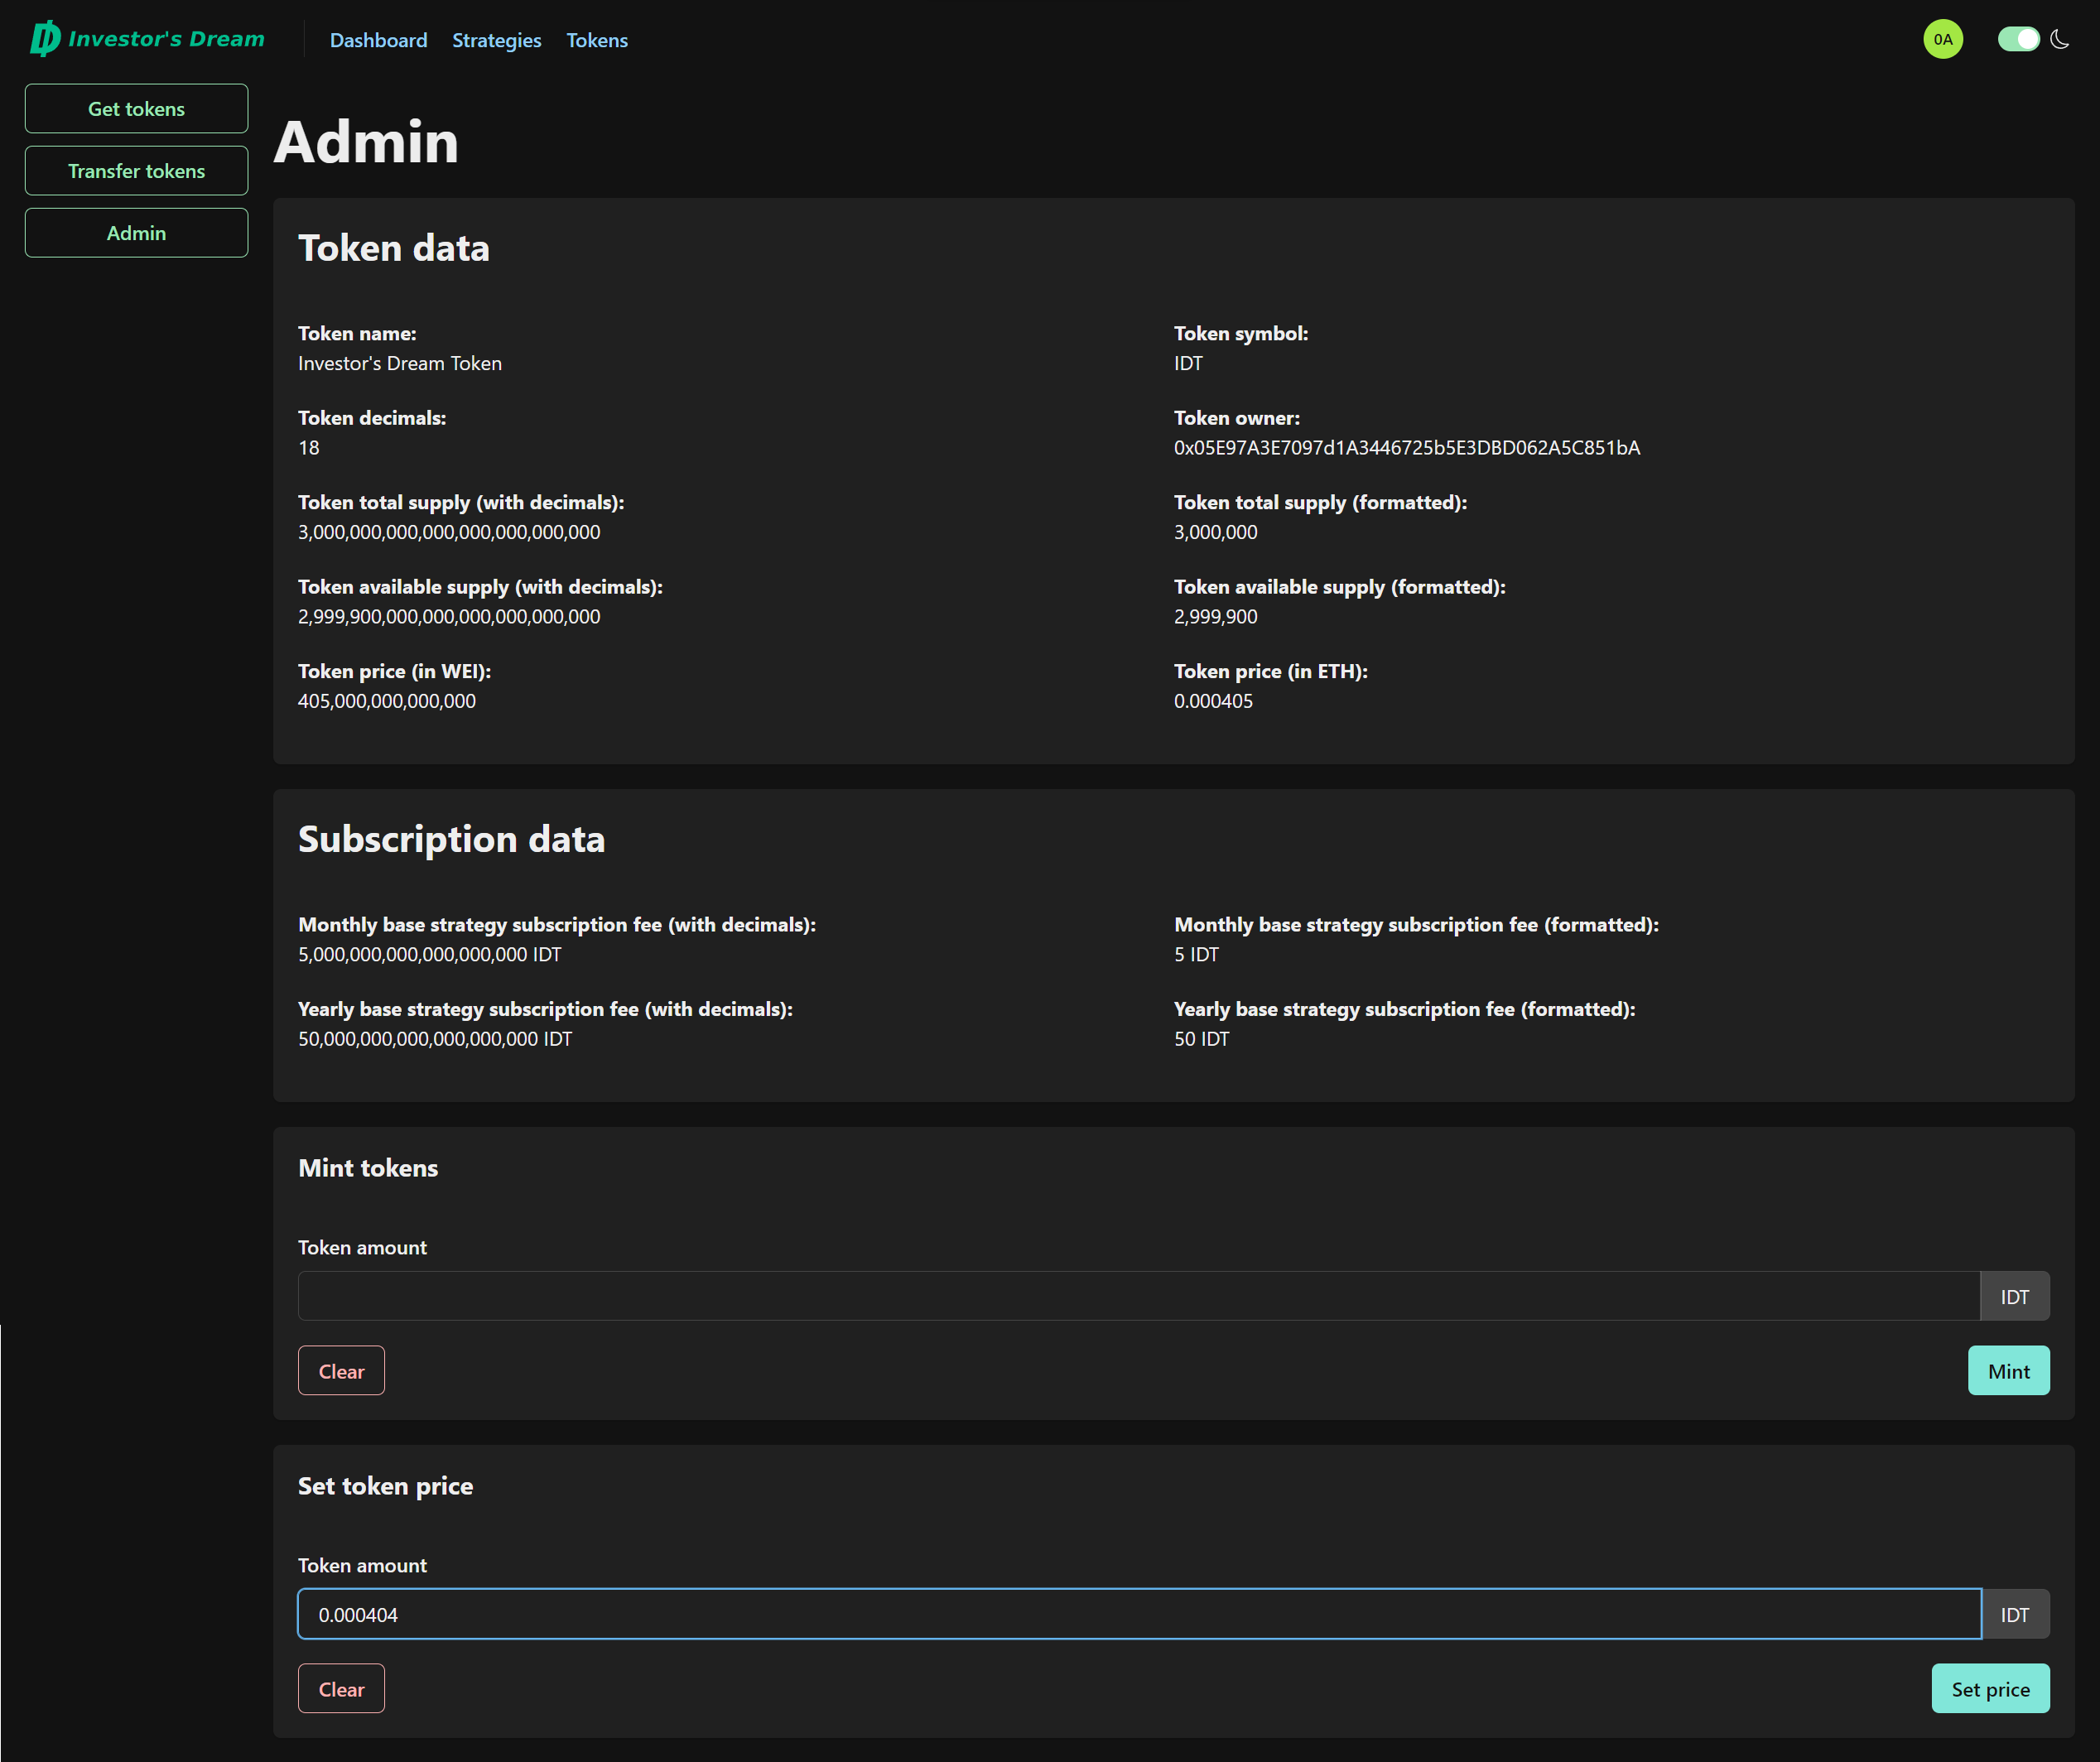 Investor's Dream
Dashboard Strategies Tokens
0A
Get tokens
Transfer tokens
Admin
Admin
Token data
Token name:
Investor's Dream Token
Token symbol:
IDT
Token decimals:
18
Token owner:
0x05E97A3E7097d1A3446725b5E3DBD062A5C851bA
Token total supply (with decimals):
3,000,000,000,000,000,000,000,000
Token total supply (formatted):
3,000,000
Token available supply (with decimals):
2,999,900,000,000,000,000,000,000
Token available supply (formatted):
2,999,900
Token price (in WEI):
405,000,000,000,000
Token price (in ETH):
0.000405
Subscription data
Monthly base strategy subscription fee (with decimals):
5,000,000,000,000,000,000 IDT
Monthly base strategy subscription fee (formatted):
5 IDT
Yearly base strategy subscription fee (with decimals):
50,000,000,000,000,000,000 IDT
Yearly base strategy subscription fee (formatted):
50 IDT
Mint tokens
Token amount
IDT
Clear
Mint
Set token price
Token amount
0.000404
IDT
Clear
Set price